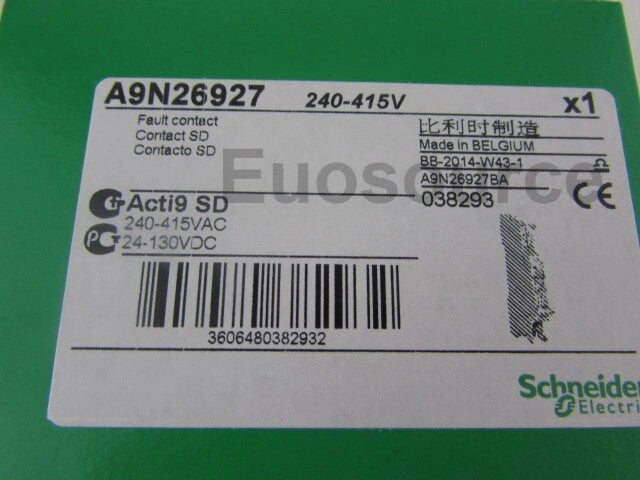 A9N26927 240-415V x1
Fault contact
Contact SD
Contacto SD
比利时制造
Made in BELGIUM
BB-2014-W43-1
A9N26927BA
038293
CE
Euosource
Acti9 SD
240-415VAC
24-130VDC
3606480382932
Schneider
Electric